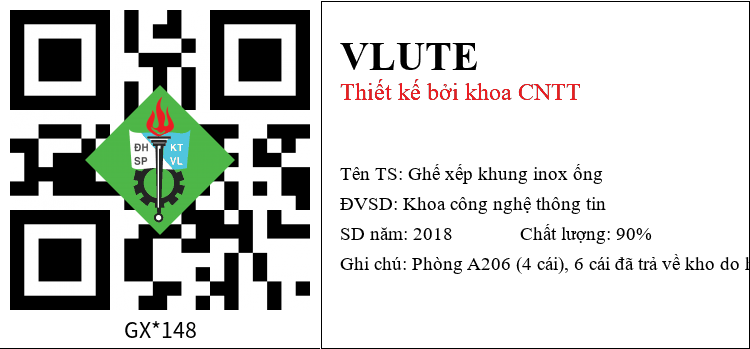 ĐH KT
SP VL
GX*148
VLUTE
Thiết kế bởi khoa CNTT
Tên TS: Ghế xếp khung inox ống
ĐVSD: Khoa công nghệ thông tin
SD năm: 2018 Chất lượng: 90%
Ghi chú: Phòng A206 (4 cái), 6 cái đã trả về kho do